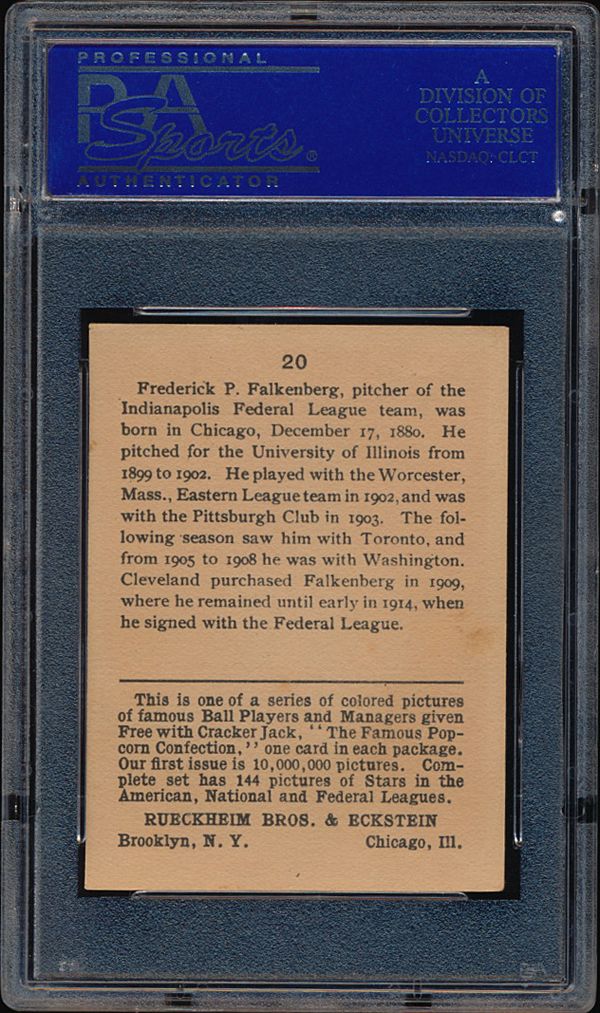 PROFESSIONAL
PSA
Sports®
AUTHENTICATOR
A
DIVISION OF
COLLECTORS
UNIVERSE
NASDAQ: CLCT
20
Frederick P. Falkenberg, pitcher of the
Indianapolis Federal League team, was
born in Chicago, December 17, 1880. He
pitched for the University of Illinois from
1899 to 1902. He played with the Worcester,
Mass., Eastern League team in 1902, and was
with the Pittsburgh Club in 1903. The fol-
lowing season saw him with Toronto, and
from 1905 to 1908 he was with Washington.
Cleveland purchased Falkenberg in 1909,
where he remained until early in 1914, when
he signed with the Federal League.
This is one of a series of colored pictures
of famous Ball Players and Managers given
Free with Cracker Jack, "The Famous Pop-
corn Confection," one card in each package.
Our first issue is 10,000,000 pictures. Com-
plete set has 144 pictures of Stars in the
American, National and Federal Leagues.
RUECKHEIM BROS. & ECKSTEIN
Brooklyn, N. Y. Chicago, Ill.